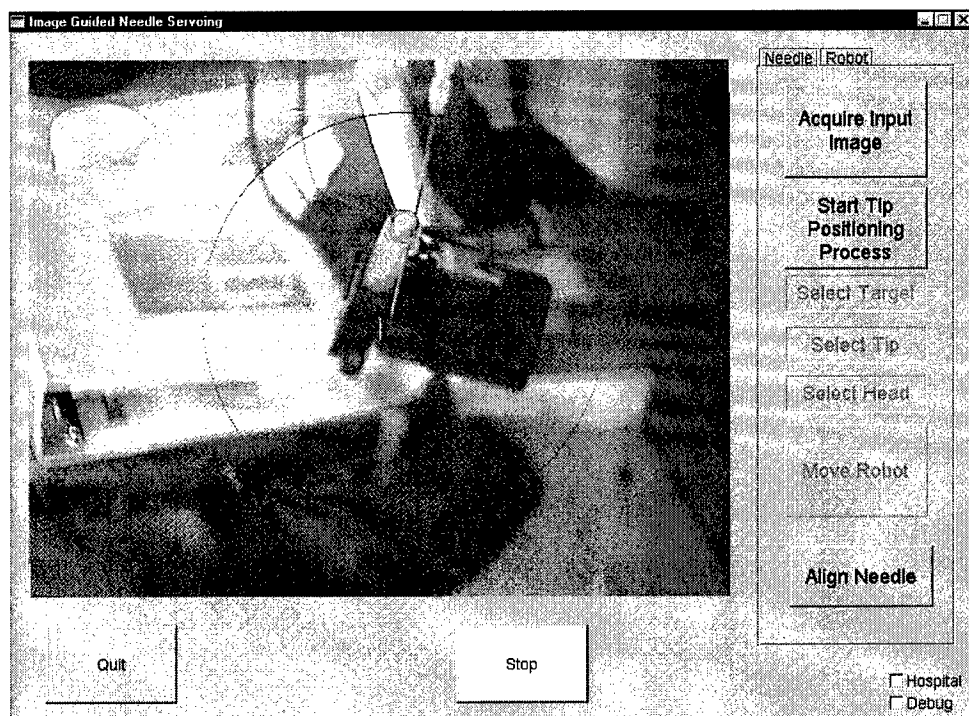 Image Guided Needle Servoing
Needle Robot
Acquire Input
Image
Start Tip
Positioning
Process
Select Target
Select Tip
Select Head
Move Robot
Align Needle
Quit
Stop
Hospital
Debug